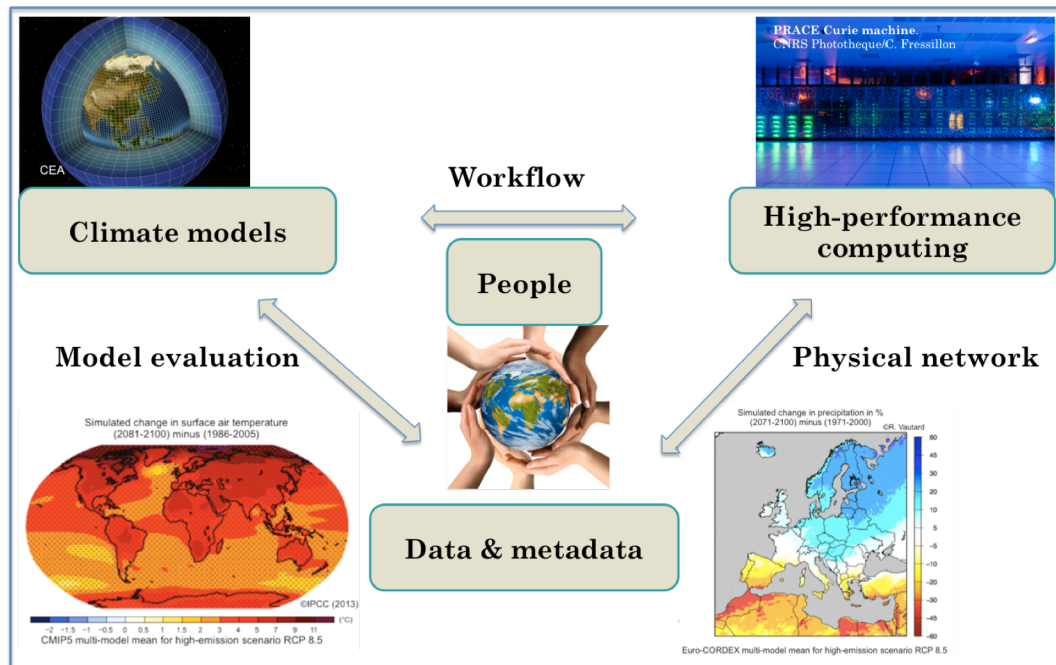 PRACE Curie machine.
CNRS Phototheque/C. Fressillon
CEA
Workflow
Climate models
High-performance
computing
People
Model evaluation
Physical network
Simulated change in surface air temperature
(2081-2100) minus (1986-2005)
©IPCC (2013)
−2 −1.5 −1 −0.5 0 0.5 1 1.5 2 3 4 5 7 9 11 (°C)
CMIP5 multi-model mean for high-emission scenario RCP 8.5
Data & metadata
Simulated change in precipitation in %
(2071-2100) minus (1971-2000)
©R. Vautard
60
45
30
20
10
5
−5
−10
−20
−30
−45
−60
Euro-CORDEX multi-model mean for high-emission scenario RCP 8.5